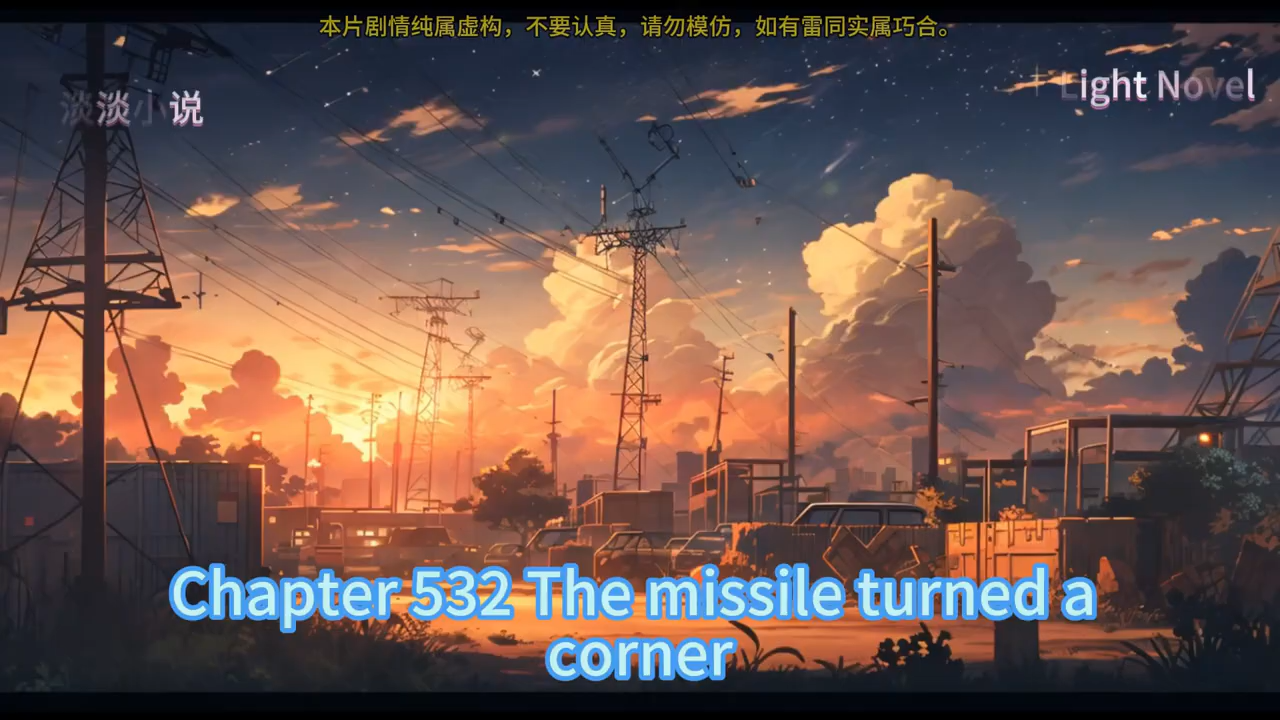 本片剧情纯属虚构，不要认真，请勿模仿，如有雷同实属巧合。
淡淡小说
Light Novel
Chapter 532 The missile turned a
corner